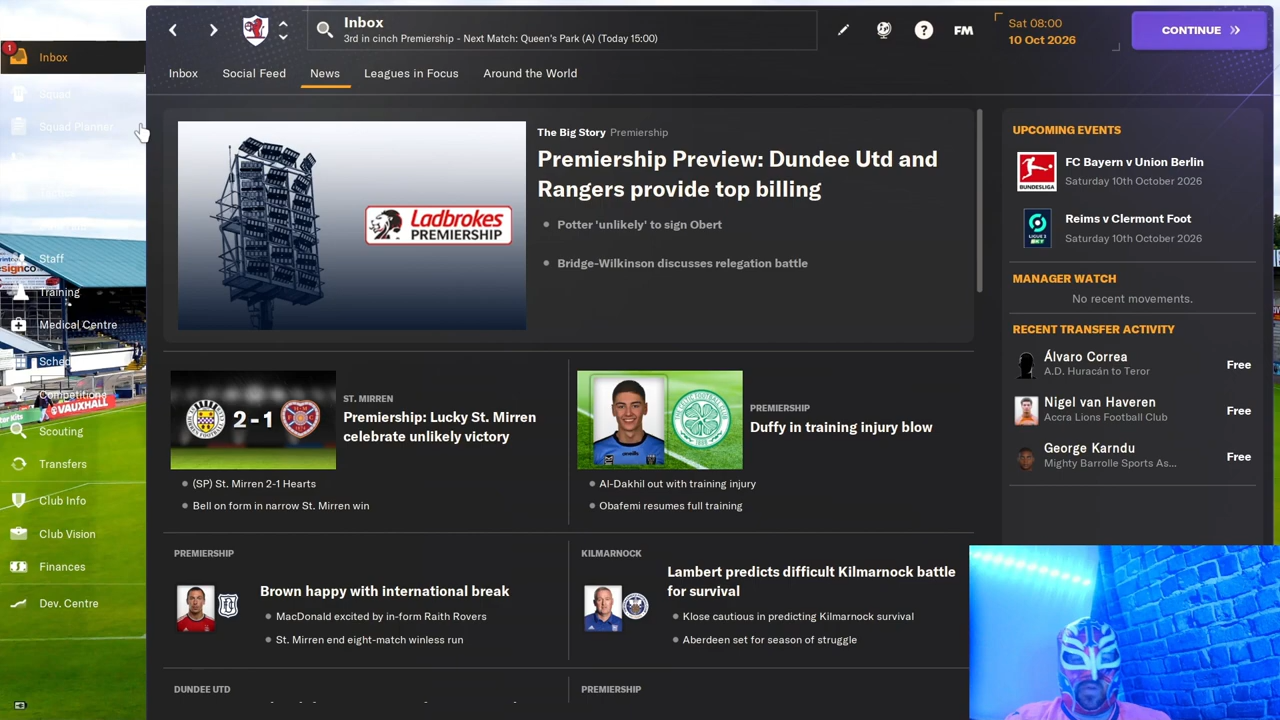 Inbox
3rd in cinch Premiership - Next Match: Queen's Park (A) (Today 15:00)
FM
Sat 08:00
10 Oct 2026
CONTINUE
1
Inbox
Squad
Squad Planner
Staff
Training
Medical Centre
Sched
Competitions
Scouting
Transfers
Club Info
Club Vision
Finances
Dev. Centre
VAUXHALL
Inbox
Social Feed
News
Leagues in Focus
Around the World
Ladbrokes
PREMIERSHIP
The Big Story Premiership
Premiership Preview: Dundee Utd and
Rangers provide top billing
Potter 'unlikely' to sign Obert
Bridge-Wilkinson discusses relegation battle
2 - 1
ST. MIRREN
Premiership: Lucky St. Mirren
celebrate unlikely victory
(SP) St. Mirren 2-1 Hearts
Bell on form in narrow St. Mirren win
PREMIERSHIP
Duffy in training injury blow
Al-Dakhil out with training injury
Obafemi resumes full training
PREMIERSHIP
Brown happy with international break
MacDonald excited by in-form Raith Rovers
St. Mirren end eight-match winless run
KILMARNOCK
Lambert predicts difficult Kilmarnock battle
for survival
Klose cautious in predicting Kilmarnock survival
Aberdeen set for season of struggle
DUNDEE UTD
PREMIERSHIP
UPCOMING EVENTS
BUNDESLIGA
FC Bayern v Union Berlin
Saturday 10th October 2026
Reims v Clermont Foot
Saturday 10th October 2026
MANAGER WATCH
No recent movements.
RECENT TRANSFER ACTIVITY
Álvaro Correa
A.D. Huracán to Teror
Free
Nigel van Haveren
Accra Lions Football Club
Free
George Karndu
Mighty Barrolle Sports As...
Free